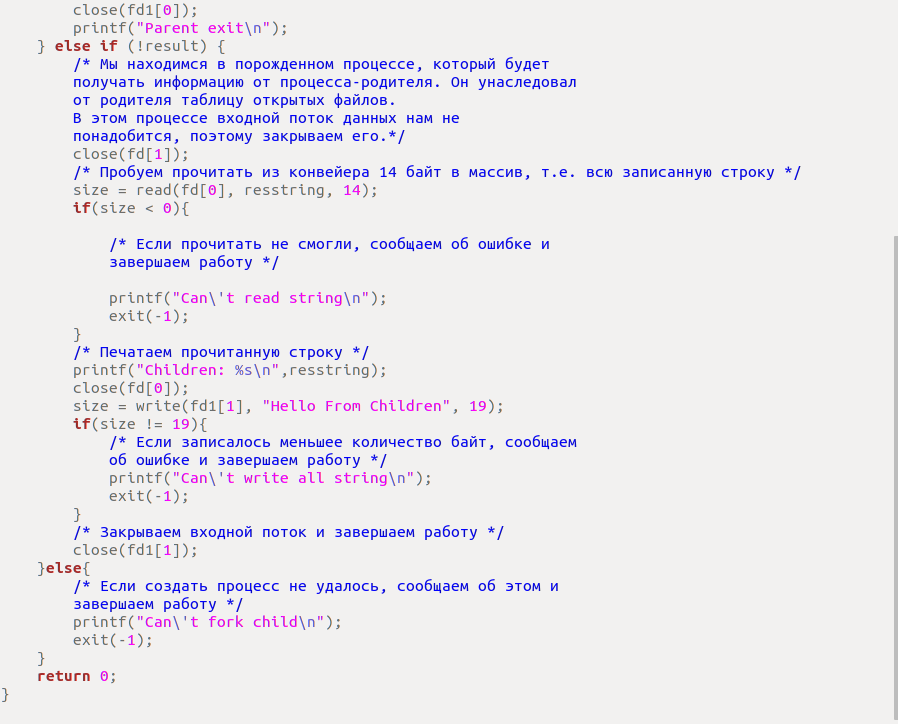 close(fd1[0]);
        printf("Parent exit\n");
    } else if (!result) {
        /* Мы находимся в порожденном процессе, который будет
        получать информацию от процесса-родителя. Он унаследовал
        от родителя таблицу открытых файлов.
        В этом процессе входной поток данных нам не
        понадобится, поэтому закрываем его.*/
        close(fd[1]);
        /* Пробуем прочитать из конвейера 14 байт в массив, т.е. всю записанную строку */
        size = read(fd[0], resstring, 14);
        if(size < 0){

            /* Если прочитать не смогли, сообщаем об ошибке и
            завершаем работу */

            printf("Can\'t read string\n");
            exit(-1);
        }
        /* Печатаем прочитанную строку */
        printf("Children: %s\n",resstring);
        close(fd[0]);
        size = write(fd1[1], "Hello From Children", 19);
        if(size != 19){
            /* Если записалось меньшее количество байт, сообщаем
            об ошибке и завершаем работу */
            printf("Can\'t write all string\n");
            exit(-1);
        }
        /* Закрываем входной поток и завершаем работу */
        close(fd1[1]);
    }else{
        /* Если создать процесс не удалось, сообщаем об этом и
        завершаем работу */
        printf("Can\'t fork child\n");
        exit(-1);
    }
    return 0;
}